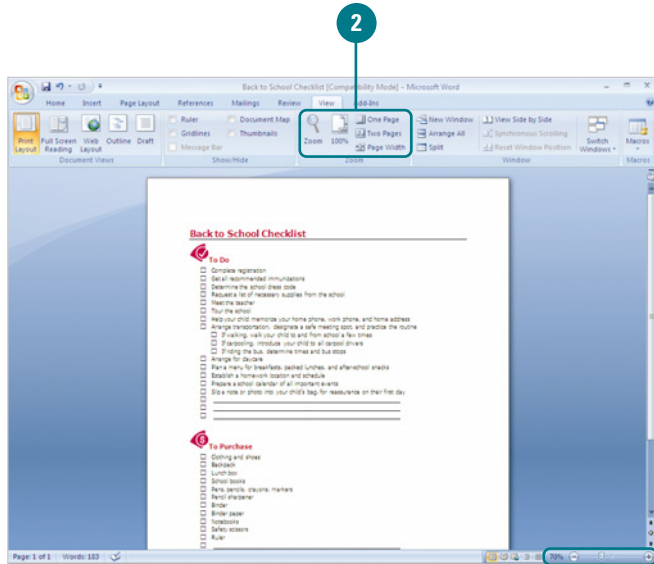 2
Back to School Checklist [Compatibility Mode] - Microsoft Word
Home Insert Page Layout References Mailings Review View Add-Ins
Print Layout
Full Screen Reading
Web Layout
Outline
Draft
Document Views
Ruler
Gridlines
Message Bar
Document Map
Thumbnails
Show/Hide
Zoom
100%
One Page
Two Pages
Page Width
Zoom
New Window
Arrange All
Split
View Side by Side
Synchronous Scrolling
Reset Window Position
Window
Switch Windows
Macros
Macros
Back to School Checklist
To Do
Complete registration
Get all recommended immunizations
Determine the school dress code
Request a list of necessary supplies from the school
Meet the teacher
Tour the school
Help your child memorize your home phone, work phone, and home address
Arrange transportation, designate a safe meeting spot, and practice the routine
If walking, walk your child to and from school a few times
If carpooling, introduce your child to all carpool drivers
If riding the bus, determine times and bus stops
Arrange for daycare
Plan a menu for breakfasts, packed lunches, and after-school snacks
Establish a homework location and schedule
Prepare a school calendar of all important events
Slip a note or photo into your child's bag, for reassurance on their first day
To Purchase
Clothing and shoes
Backpack
Lunch box
School books
Pens, pencils, crayons, markers
Pencil sharpener
Binder
Binder paper
Notebooks
Safety scissors
Ruler
Page: 1 of 1 Words: 183 70%